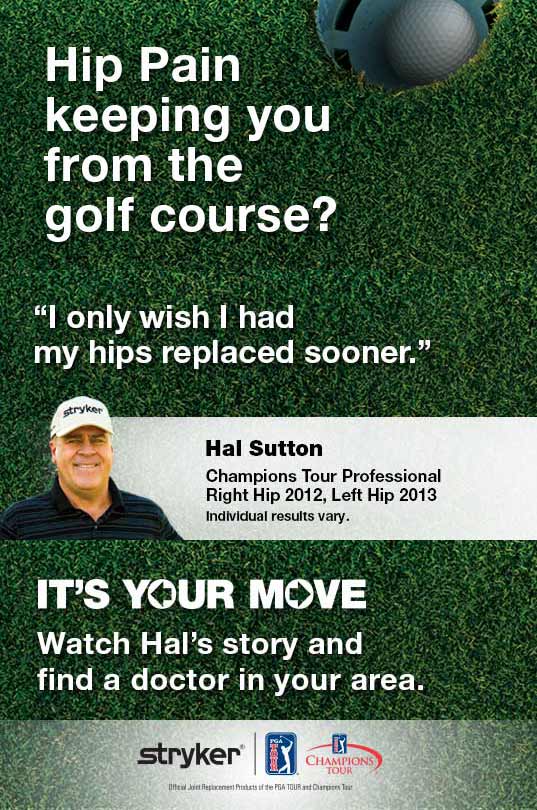 Hip Pain
keeping you
from the
golf course?
“I only wish I had
my hips replaced sooner.”
stryker
Hal Sutton
Champions Tour Professional
Right Hip 2012, Left Hip 2013
Individual results vary.
IT’S YOUR MOVE
Watch Hal’s story and
find a doctor in your area.
stryker®
PGA
TOUR
CHAMPIONS
TOUR
Official Joint Replacement Products of the PGA TOUR and Champions Tour